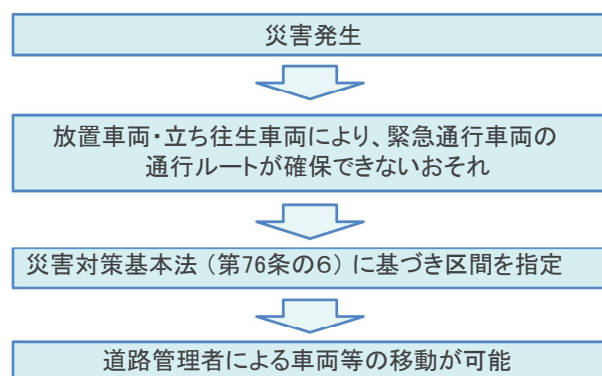 災害発生
放置車両・立ち往生車両により、緊急通行車両の
通行ルートが確保できないおそれ
災害対策基本法（第76条の６）に基づき区間を指定
道路管理者による車両等の移動が可能